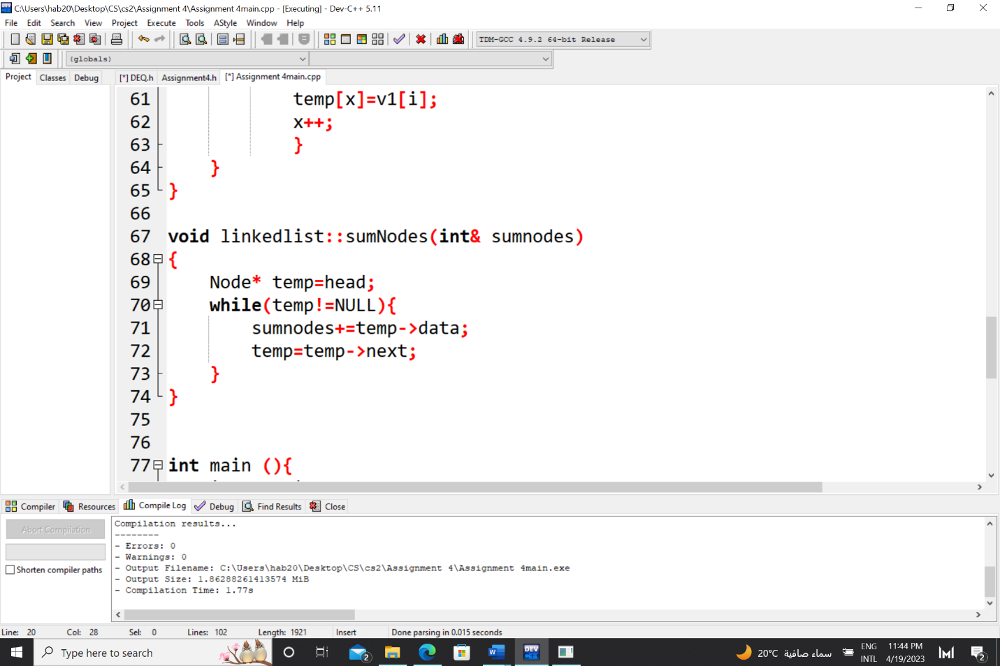 C:\Users\hab20\Desktop\CS\cs2\Assignment 4\Assignment 4main.cpp - [Executing] - Dev-C++ 5.11
File Edit Search View Project Execute Tools AStyle Window Help
TDM-GCC 4.9.2 64-bit Release
(globals)
Project Classes Debug [*] DEQ.h Assignment4.h [*] Assignment 4main.cpp
61 temp[x]=v1[i];
62 x++;
63 }
64 }
65 }
66
67 void linkedlist::sumNodes(int& sumnodes)
68 {
69 Node* temp=head;
70 while(temp!=NULL){
71 sumnodes+=temp->data;
72 temp=temp->next;
73 }
74 }
75
76
77 int main (){
Compiler Resources Compile Log Debug Find Results Close
Abort Compilation
Shorten compiler paths
Compilation results...
--------
- Errors: 0
- Warnings: 0
- Output Filename: C:\Users\hab20\Desktop\CS\cs2\Assignment 4\Assignment 4main.exe
- Output Size: 1.86288261413574 MiB
- Compilation Time: 1.77s
Line: 20 Col: 28 Sel: 0 Lines: 102 Length: 1921 Insert Done parsing in 0.015 seconds
Type here to search
2
DEV
20°C سماء صافية
ENG
INTL
11:44 PM
4/19/2023
2